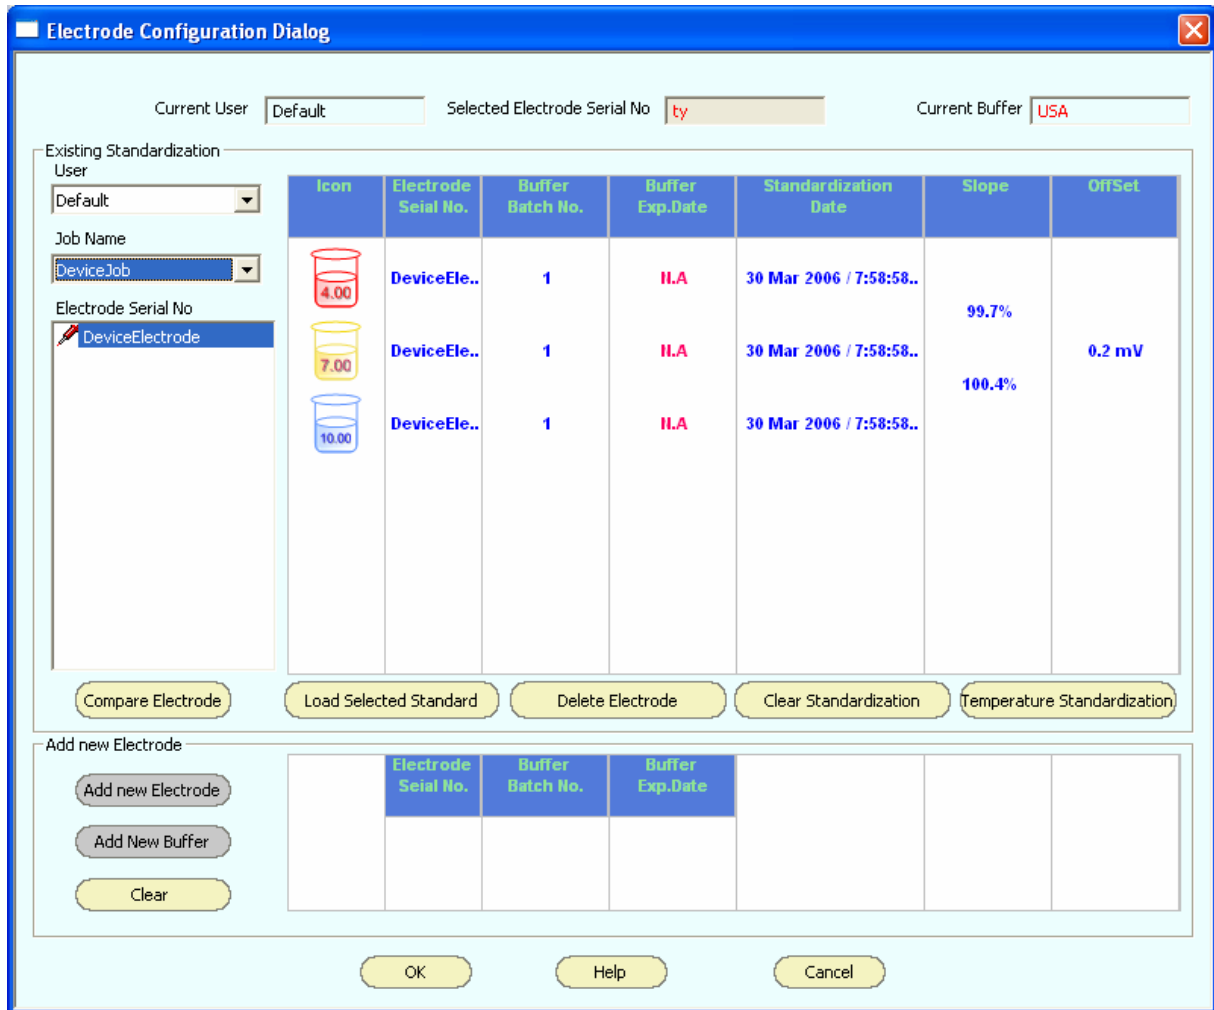 Electrode Configuration Dialog
Current User Default Selected Electrode Serial No ty Current Buffer USA
Existing Standardization
User
Default
Job Name
DeviceJob
Electrode Serial No
DeviceElectrode
Icon Electrode Seial No. Buffer Batch No. Buffer Exp.Date Standardization Date Slope OffSet
4.00 DeviceEle.. 1 N.A 30 Mar 2006 / 7:58:58..
99.7%
7.00 DeviceEle.. 1 N.A 30 Mar 2006 / 7:58:58.. 0.2 mV
100.4%
10.00 DeviceEle.. 1 N.A 30 Mar 2006 / 7:58:58..
Compare Electrode Load Selected Standard Delete Electrode Clear Standardization Temperature Standardization
Add new Electrode
Add new Electrode
Add New Buffer
Clear
Electrode Seial No. Buffer Batch No. Buffer Exp.Date
OK Help Cancel